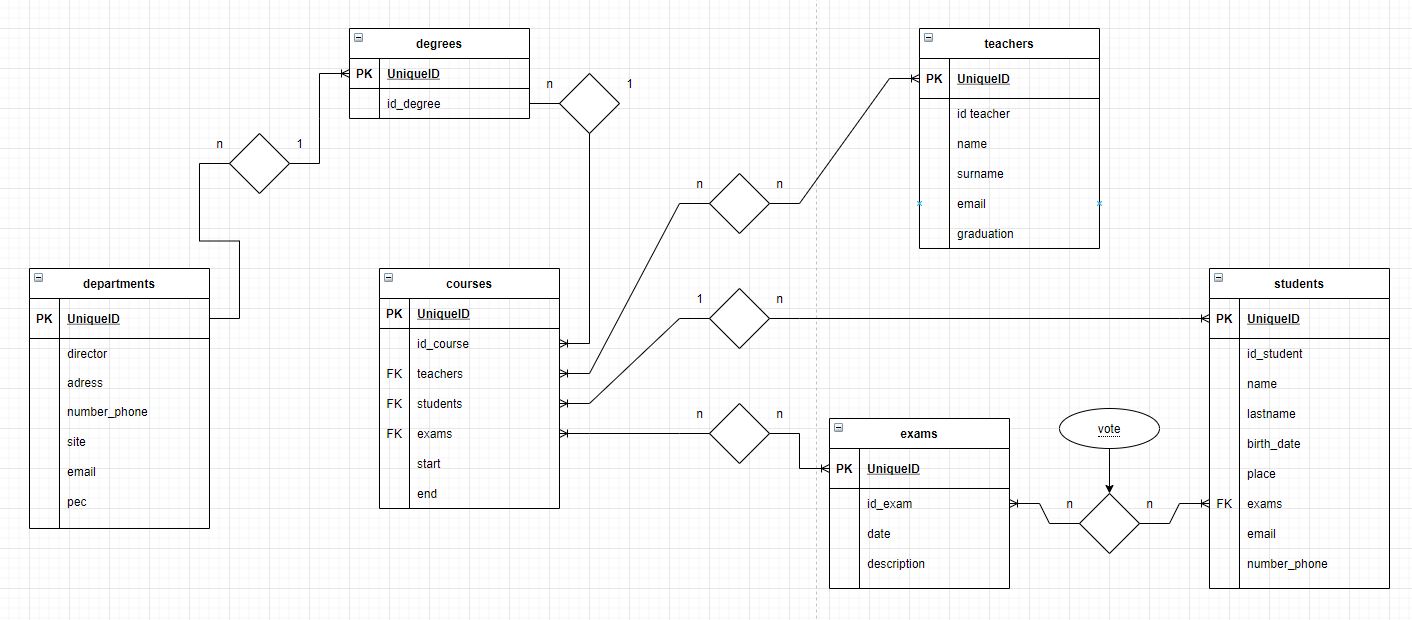 degrees
PK UniqueID
id_degree
n 1
n 1
teachers
PK UniqueID
id teacher
name
surname
email
graduation
n n
departments
PK UniqueID
director
adress
number_phone
site
email
pec
courses
PK UniqueID
id_course
FK teachers
FK students
FK exams
start
end
1 n
n n
students
PK UniqueID
id_student
name
lastname
birth_date
place
FK exams
email
number_phone
exams
PK UniqueID
id_exam
date
description
vote
n n